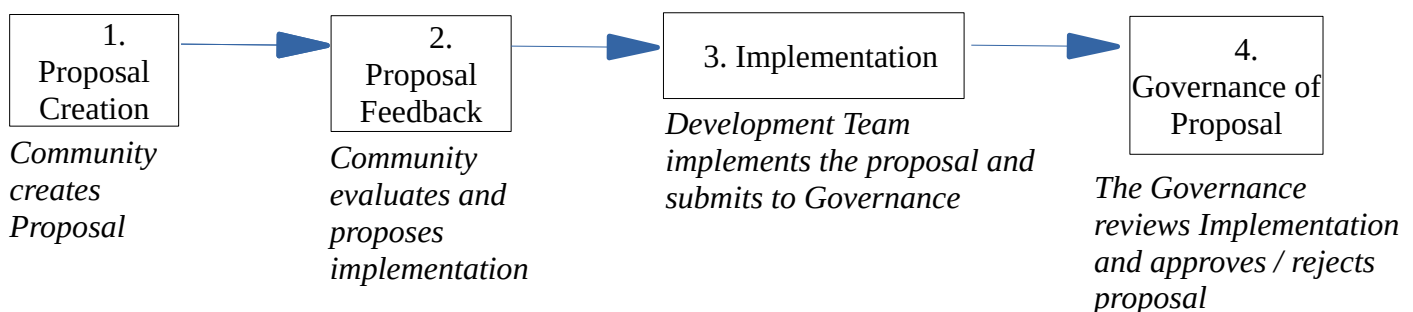 1.
Proposal
Creation
Community
creates
Proposal
2.
Proposal
Feedback
Community
evaluates and
proposes
implementation
3. Implementation
Development Team
implements the proposal and
submits to Governance
4.
Governance of
Proposal
The Governance
reviews Implementation
and approves / rejects
proposal